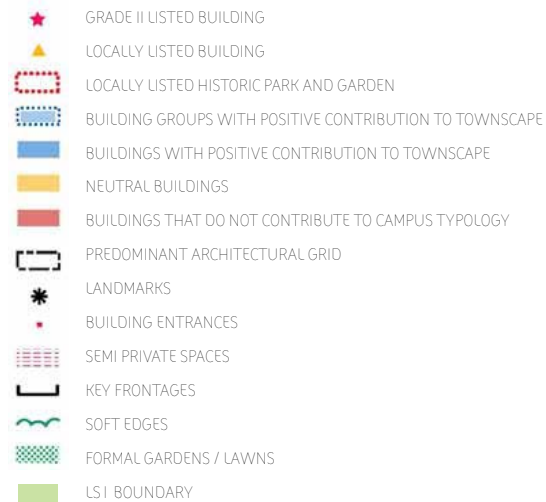 GRADE II LISTED BUILDING
LOCALLY LISTED BUILDING
LOCALLY LISTED HISTORIC PARK AND GARDEN
BUILDING GROUPS WITH POSITIVE CONTRIBUTION TO TOWNSCAPE
BUILDINGS WITH POSITIVE CONTRIBUTION TO TOWNSCAPE
NEUTRAL BUILDINGS
BUILDINGS THAT DO NOT CONTRIBUTE TO CAMPUS TYPOLOGY
PREDOMINANT ARCHITECTURAL GRID
LANDMARKS
BUILDING ENTRANCES
SEMI PRIVATE SPACES
KEY FRONTAGES
SOFT EDGES
FORMAL GARDENS / LAWNS
LS1 BOUNDARY